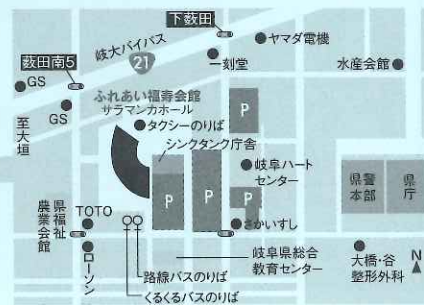 下薮田
岐大バイパス
21
ヤマダ電機
薮田南5
一刻堂
水産会館
GS
GS
ふれあい福寿会館
サラマンカホール
タクシーのりば
至大垣
P
シンクタンク庁舎
岐阜ハート
センター
P
P
P
県警
本部
県庁
県福祉
農業会館
TOTO
さかいすし
ローソン
路線バスのりば
くるくるバスのりば
岐阜県総合
教育センター
大橋・谷
整形外科
N